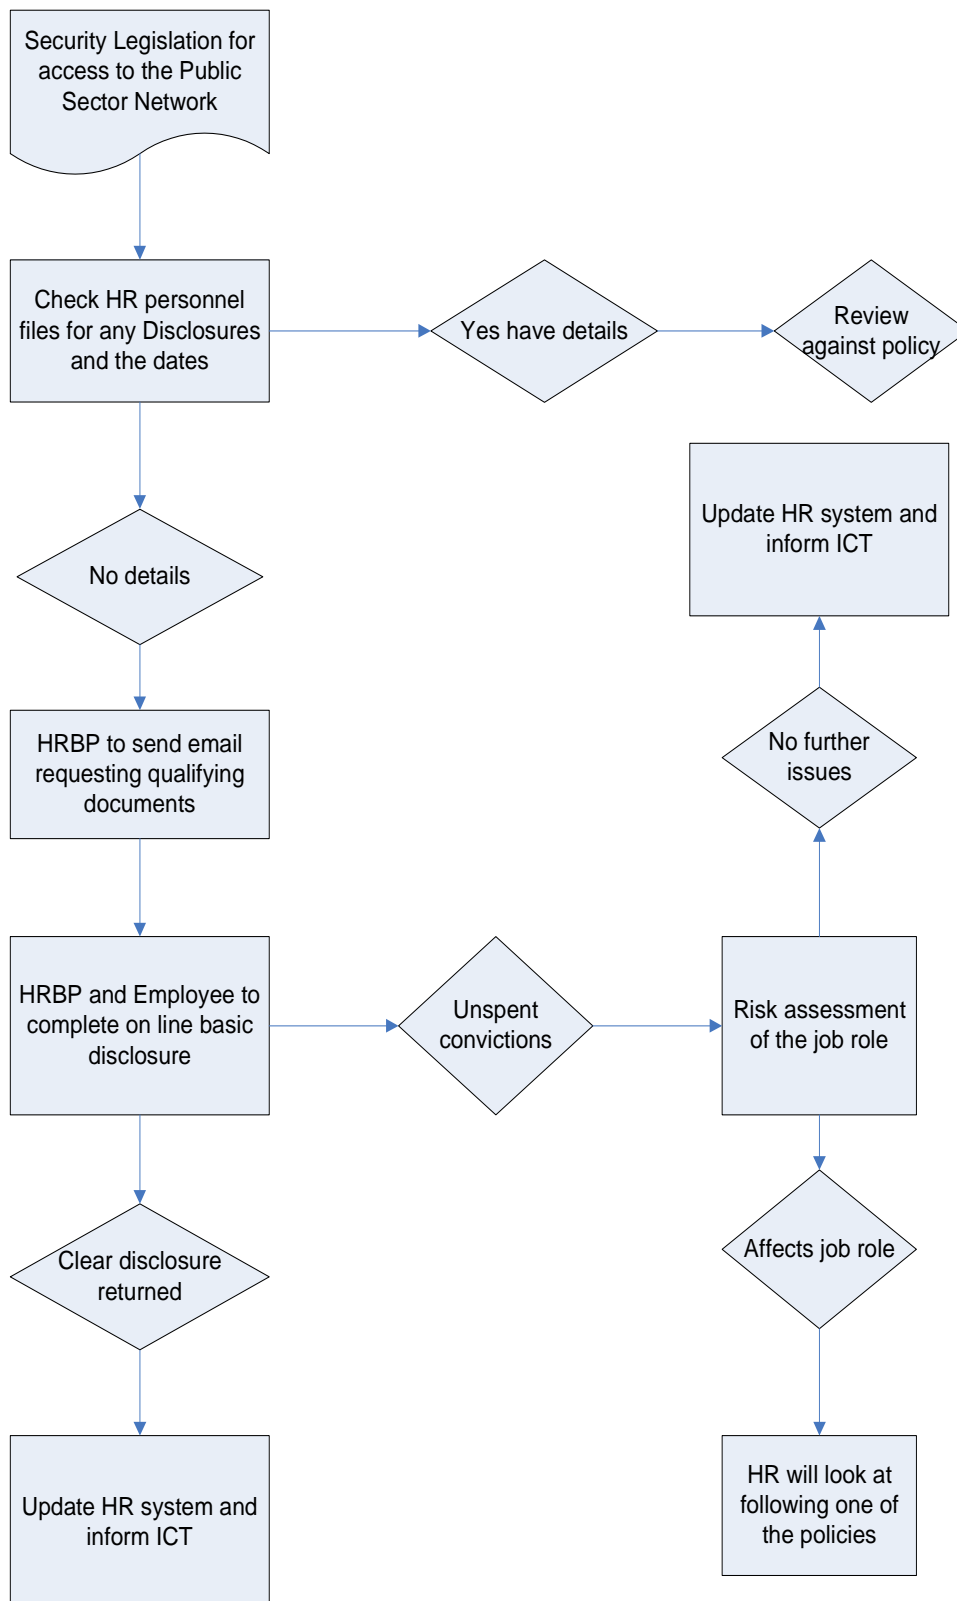 Security Legislation for
access to the Public
Sector Network
Check HR personnel
files for any Disclosures
and the dates
Yes have details
Review
against policy
Update HR system and
inform ICT
No details
HRBP to send email
requesting qualifying
documents
No further
issues
HRBP and Employee to
complete on line basic
disclosure
Unspent
convictions
Risk assessment
of the job role
Clear disclosure
returned
Affects job role
Update HR system and
inform ICT
HR will look at
following one of
the policies